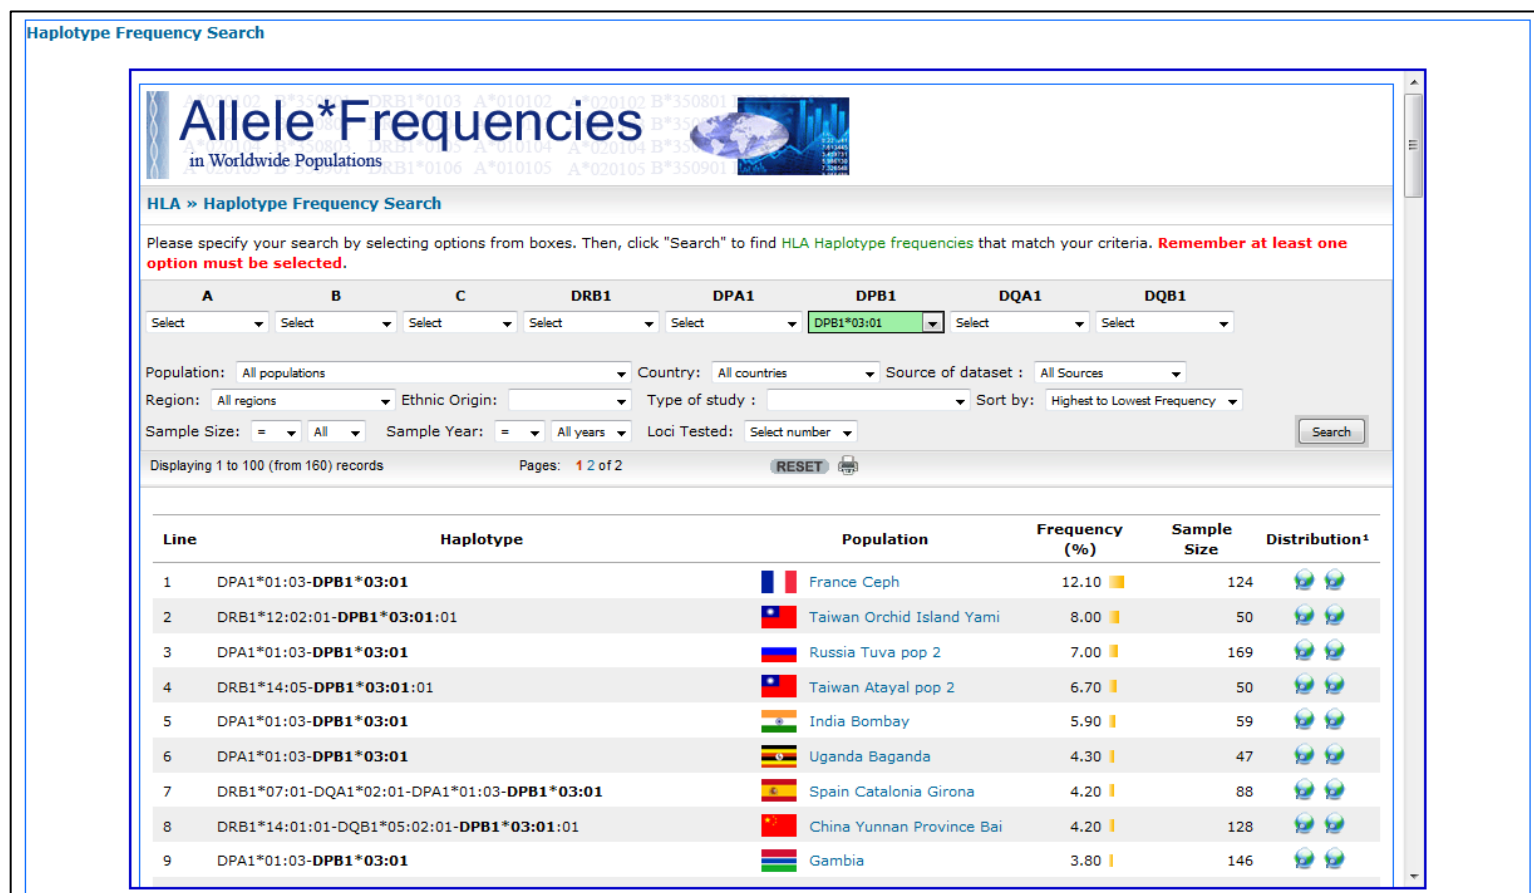 Haplotype Frequency Search
Allele*Frequencies
in Worldwide Populations
HLA » Haplotype Frequency Search
Please specify your search by selecting options from boxes. Then, click "Search" to find HLA Haplotype frequencies that match your criteria. Remember at least one
option must be selected.
A B C DRB1 DPA1 DPB1 DQA1 DQB1
Select Select Select Select Select DPB1*03:01 Select Select
Population: All populations Country: All countries Source of dataset : All Sources
Region: All regions Ethnic Origin: Type of study : Sort by: Highest to Lowest Frequency
Sample Size: = All Sample Year: = All years Loci Tested: Select number Search
Displaying 1 to 100 (from 160) records Pages: 1 2 of 2 RESET
Line Haplotype Population Frequency (%) Sample Size Distribution¹
1 DPA1*01:03-DPB1*03:01 France Ceph 12.10 124
2 DRB1*12:02:01-DPB1*03:01:01 Taiwan Orchid Island Yami 8.00 50
3 DPA1*01:03-DPB1*03:01 Russia Tuva pop 2 7.00 169
4 DRB1*14:05-DPB1*03:01:01 Taiwan Atayal pop 2 6.70 50
5 DPA1*01:03-DPB1*03:01 India Bombay 5.90 59
6 DPA1*01:03-DPB1*03:01 Uganda Baganda 4.30 47
7 DRB1*07:01-DQA1*02:01-DPA1*01:03-DPB1*03:01 Spain Catalonia Girona 4.20 88
8 DRB1*14:01:01-DQB1*05:02:01-DPB1*03:01:01 China Yunnan Province Bai 4.20 128
9 DPA1*01:03-DPB1*03:01 Gambia 3.80 146